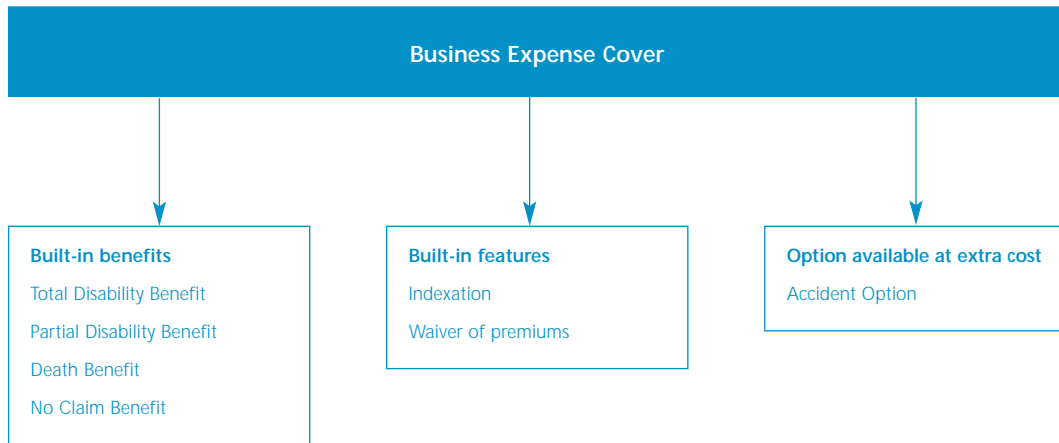 Business Expense Cover
Built-in benefits
Total Disability Benefit
Partial Disability Benefit
Death Benefit
No Claim Benefit
Built-in features
Indexation
Waiver of premiums
Option available at extra cost
Accident Option